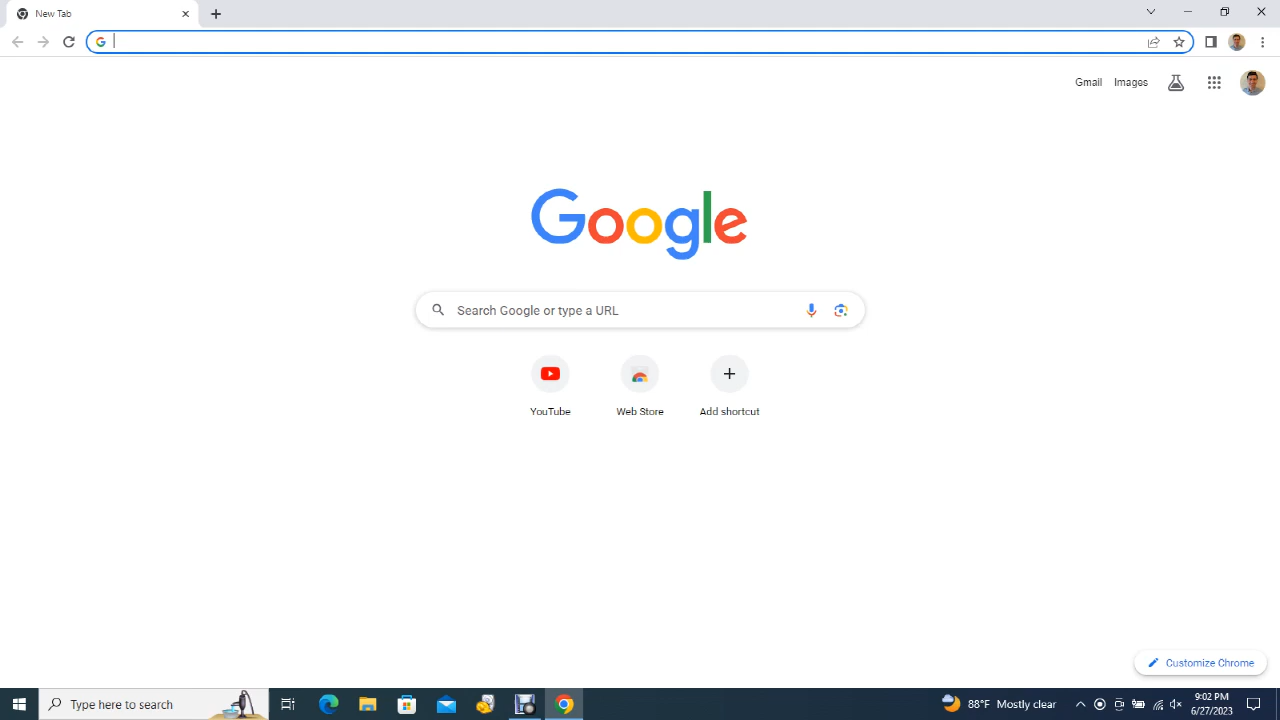 New Tab
Gmail Images
Google
Search Google or type a URL
YouTube Web Store Add shortcut
Customize Chrome
Type here to search
88°F Mostly clear
9:02 PM
6/27/2023